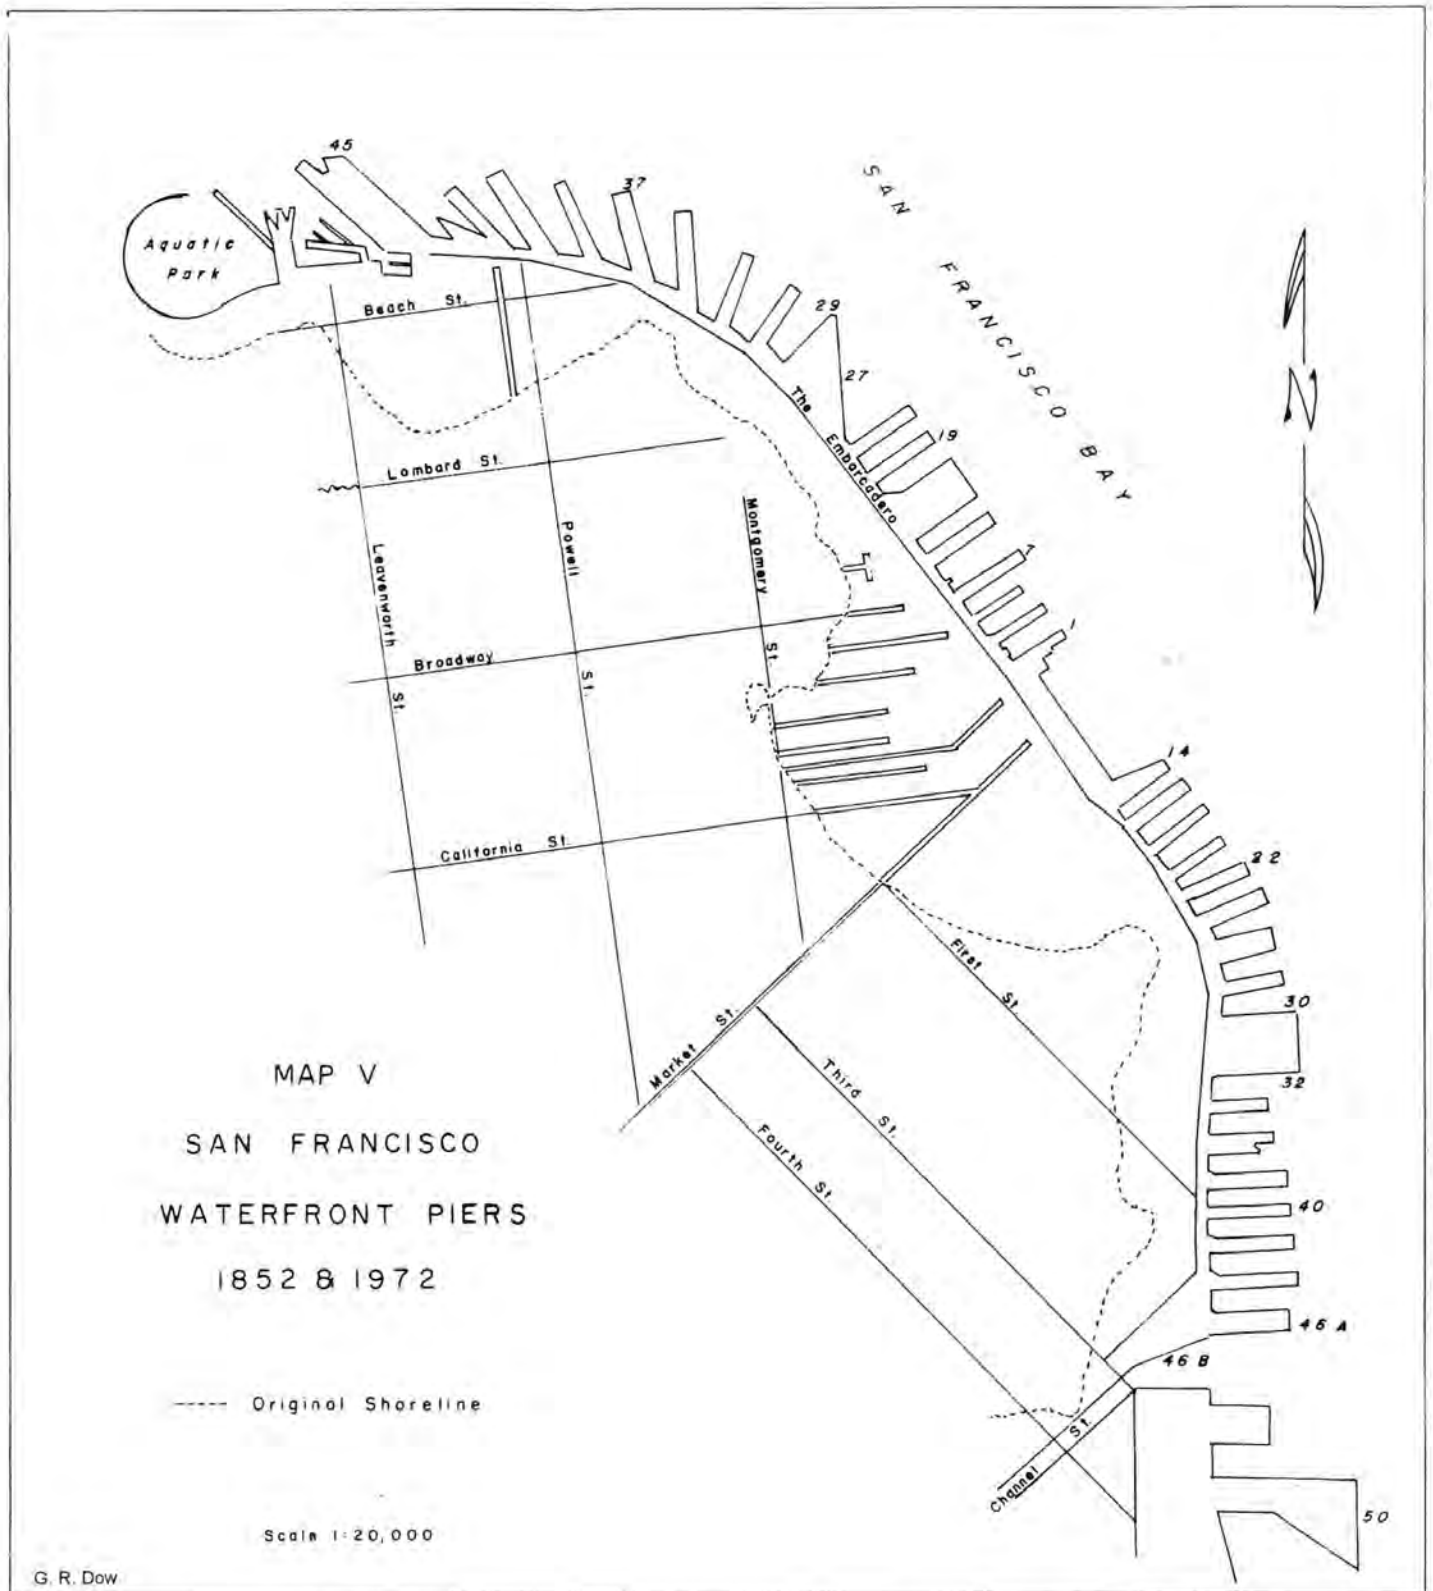 45
37
SAN FRANCISCO BAY
Aquatic
Park
Beach St.
29
27
19
The Embarcadero
Lombard St.
Leavenworth St.
Powell St.
Montgomery St.
7
1
Broadway
14
California St.
22
First St.
30
32
Market St.
Third St.
Fourth St.
40
46 A
46 B
Channel St.
50
N
MAP V
SAN FRANCISCO
WATERFRONT PIERS
1852 & 1972
Original Shoreline
Scale 1:20,000
G. R. Dow